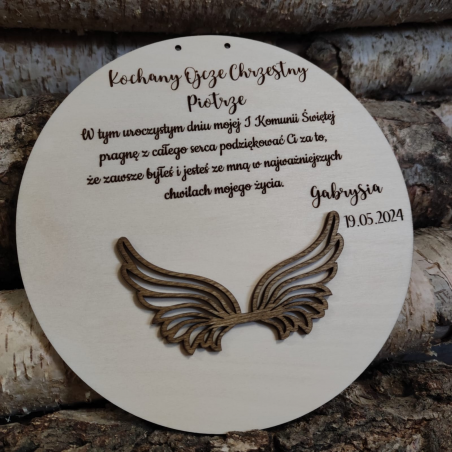 Kochany Ojcze Chrzestny
Piotrze
W tym uroczystym dniu mojej I Komunii Świętej
pragnę z całego serca podziękować Ci za to,
że zawsze byłeś i jesteś ze mną w najważniejszych
chwilach mojego życia.
Gabrysia
19.05.2024